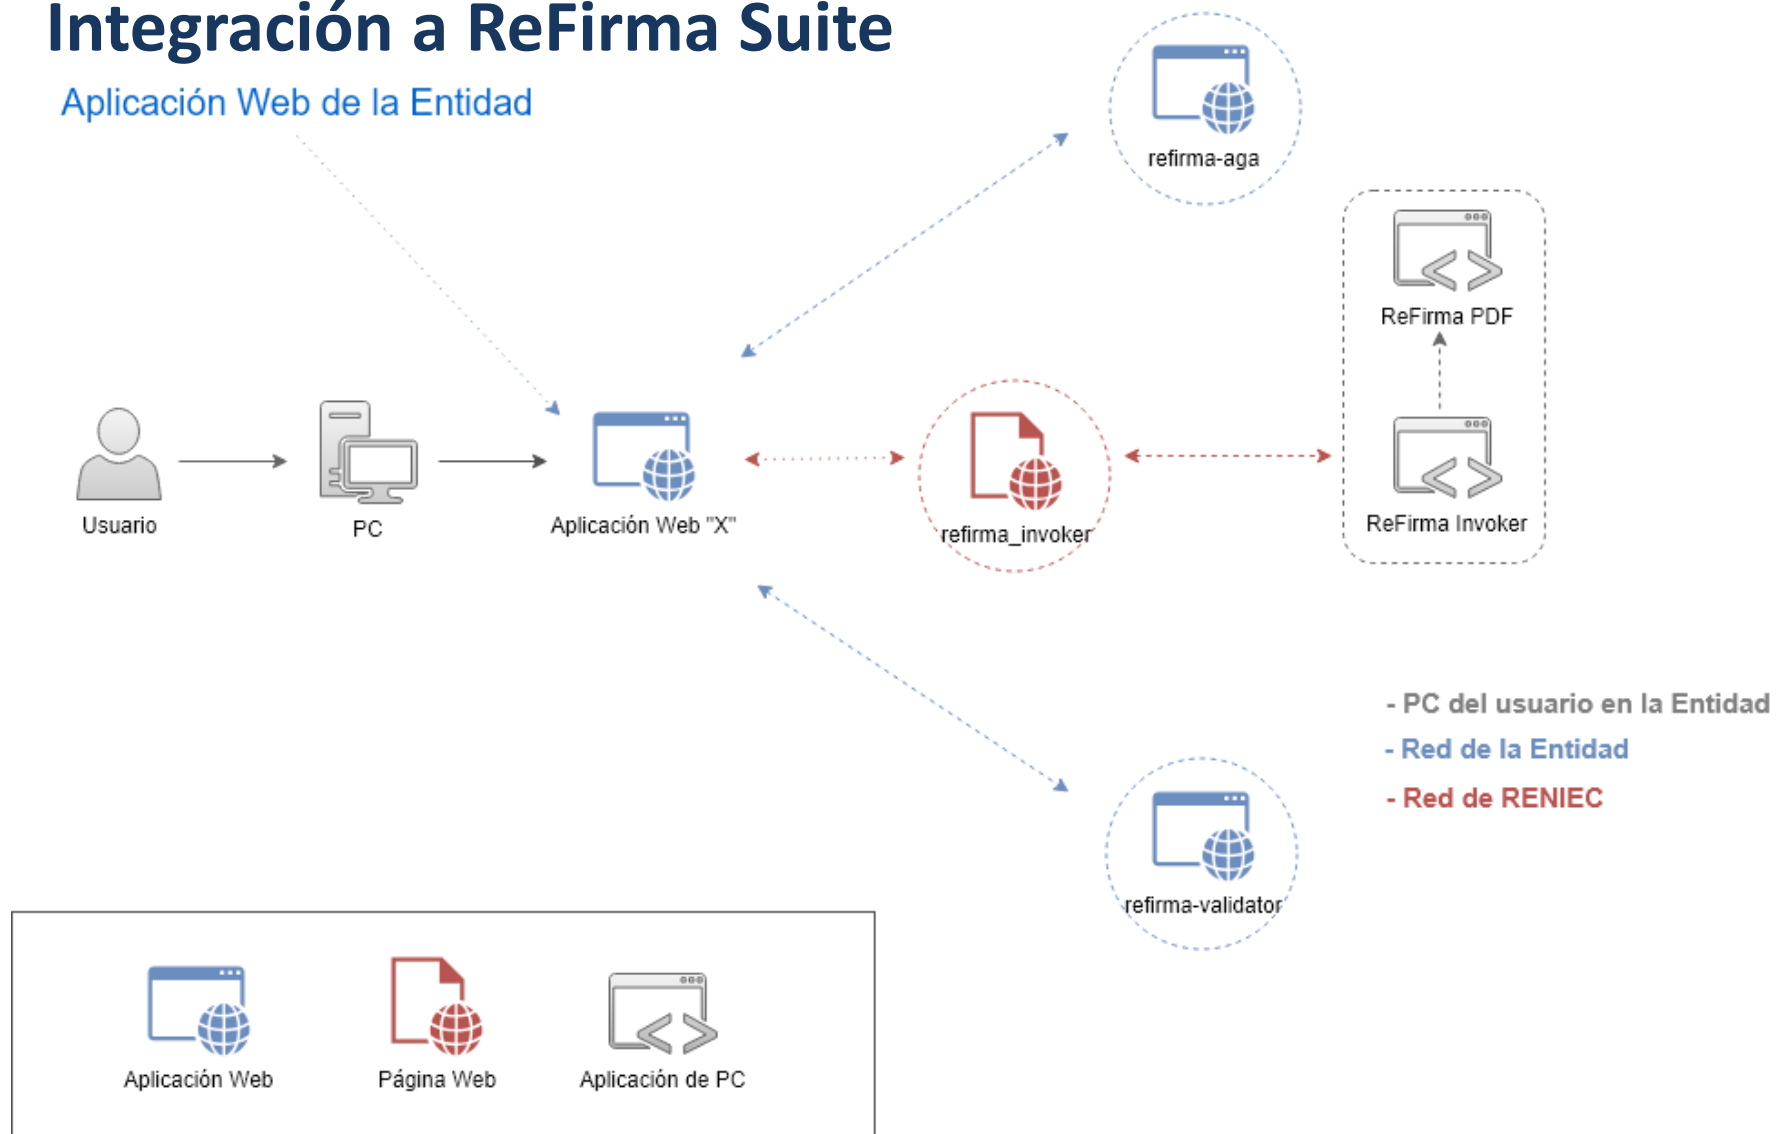 Integración a ReFirma Suite
Aplicación Web de la Entidad
refirma-aga
ReFirma PDF
Usuario
PC
Aplicación Web "X"
refirma_invoker
ReFirma Invoker
- PC del usuario en la Entidad
- Red de la Entidad
- Red de RENIEC
refirma-validator
Aplicación Web
Página Web
Aplicación de PC